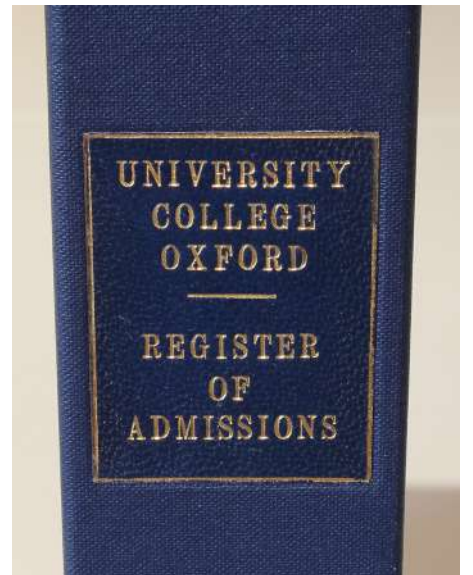 UNIVERSITY
COLLEGE
OXFORD
REGISTER
OF
ADMISSIONS